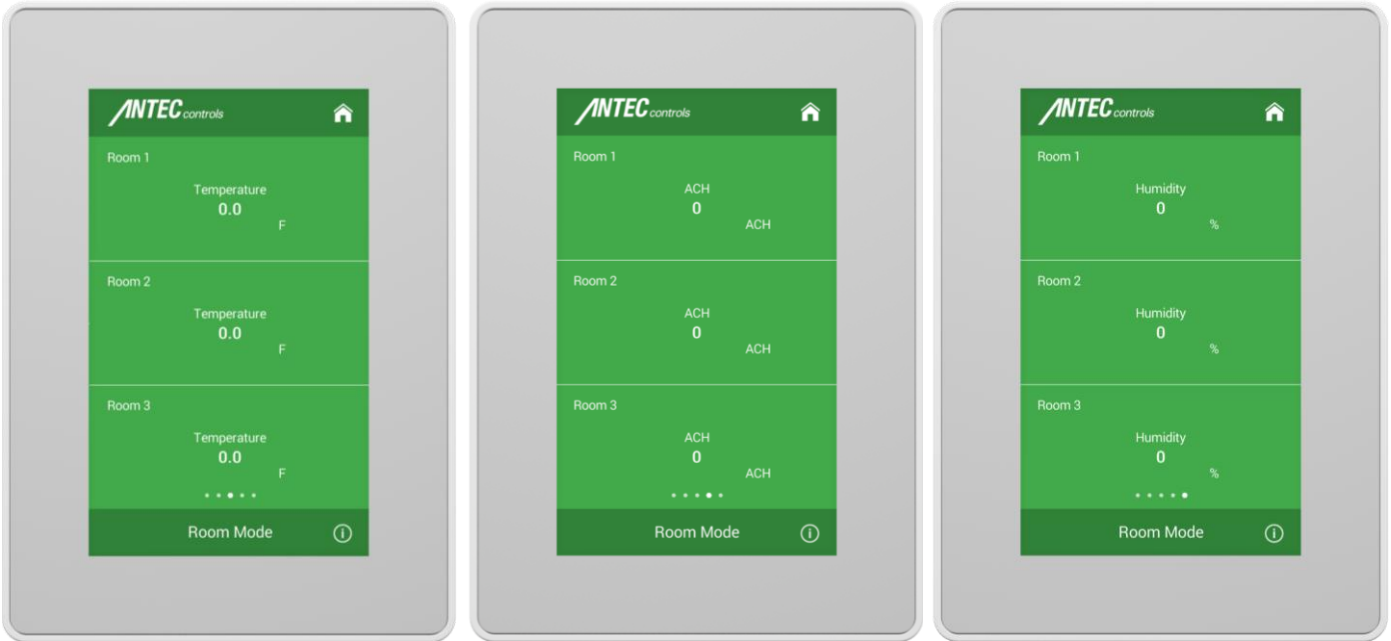 ANTEC controls
Room 1
Temperature
0.0
F
Room 2
Temperature
0.0
F
Room 3
Temperature
0.0
F
Room Mode
ANTEC controls
Room 1
ACH
0
ACH
Room 2
ACH
0
ACH
Room 3
ACH
0
ACH
Room Mode
ANTEC controls
Room 1
Humidity
0
%
Room 2
Humidity
0
%
Room 3
Humidity
0
%
Room Mode